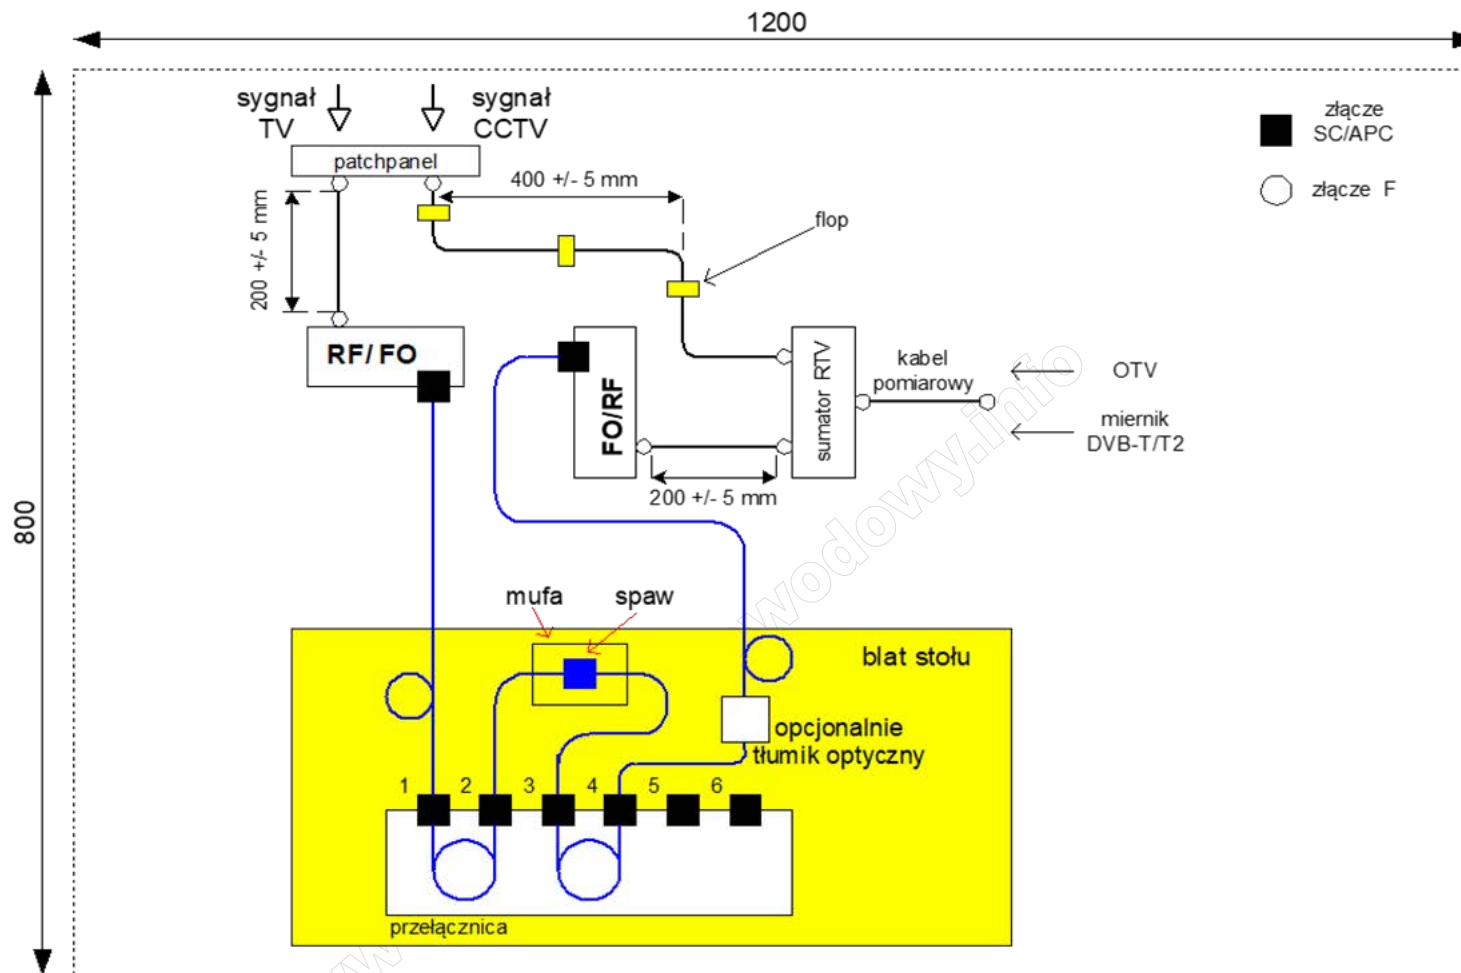 1200
800
sygnał
TV
sygnał
CCTV
patchpanel
złącze
SC/APC
złącze F
400 +/- 5 mm
200 +/- 5 mm
flop
RF/ FO
FO/RF
sumator RTV
kabel
pomiarowy
OTV
miernik
DVB-T/T2
200 +/- 5 mm
wodowy.info
mufa
spaw
blat stołu
opcjonalnie
tłumik optyczny
1 2 3 4 5 6
przełącznica